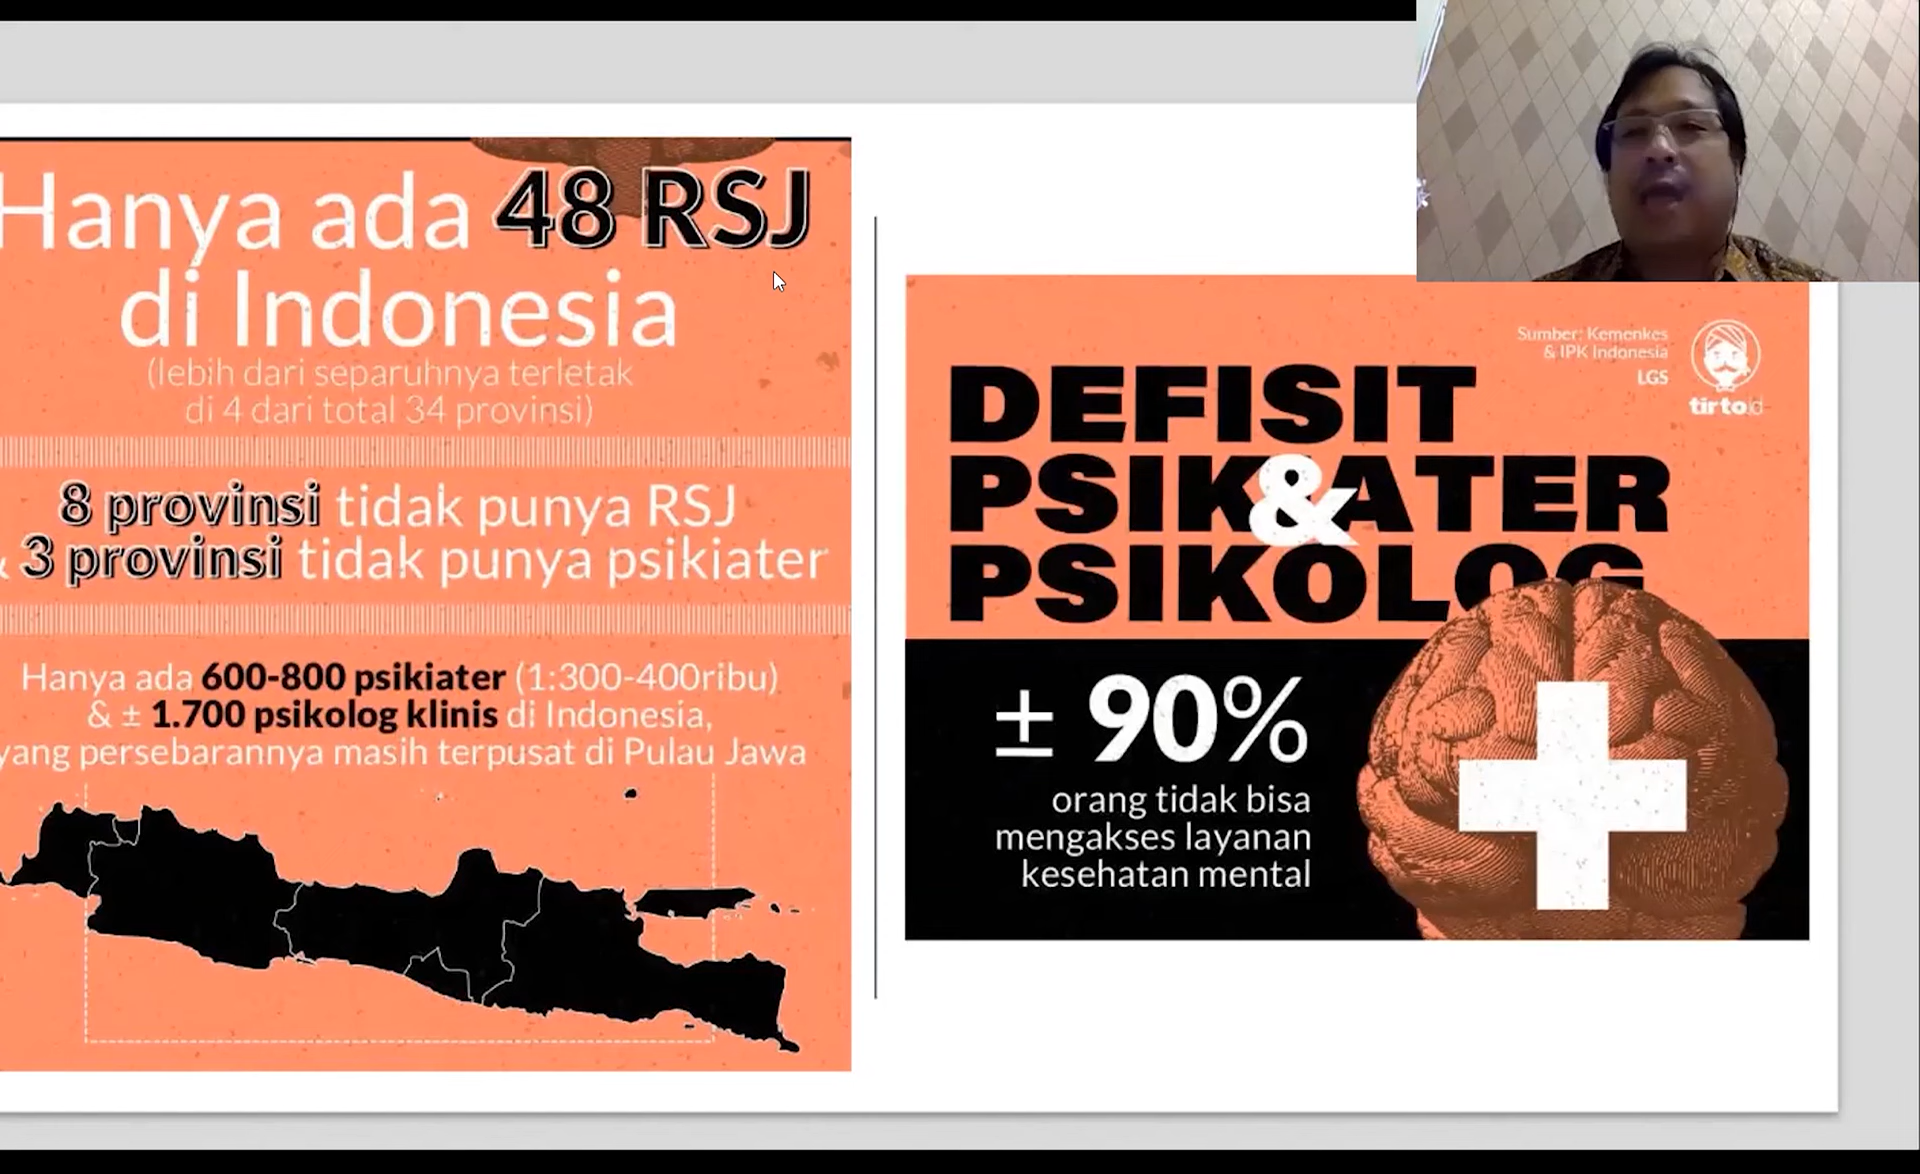 Hanya ada 48 RSJ
di Indonesia
(lebih dari separuhnya terletak
di 4 dari total 34 provinsi)
8 provinsi tidak punya RSJ
& 3 provinsi tidak punya psikiater
Hanya ada 600-800 psikiater (1:300-400ribu)
& ± 1.700 psikolog klinis di Indonesia,
yang persebarannya masih terpusat di Pulau Jawa
Sumber: Kemenkes
& IPK Indonesia
LGS
tirto.id
DEFISIT
PSIKIATER
&
PSIKOLOG
± 90%
orang tidak bisa
mengakses layanan
kesehatan mental